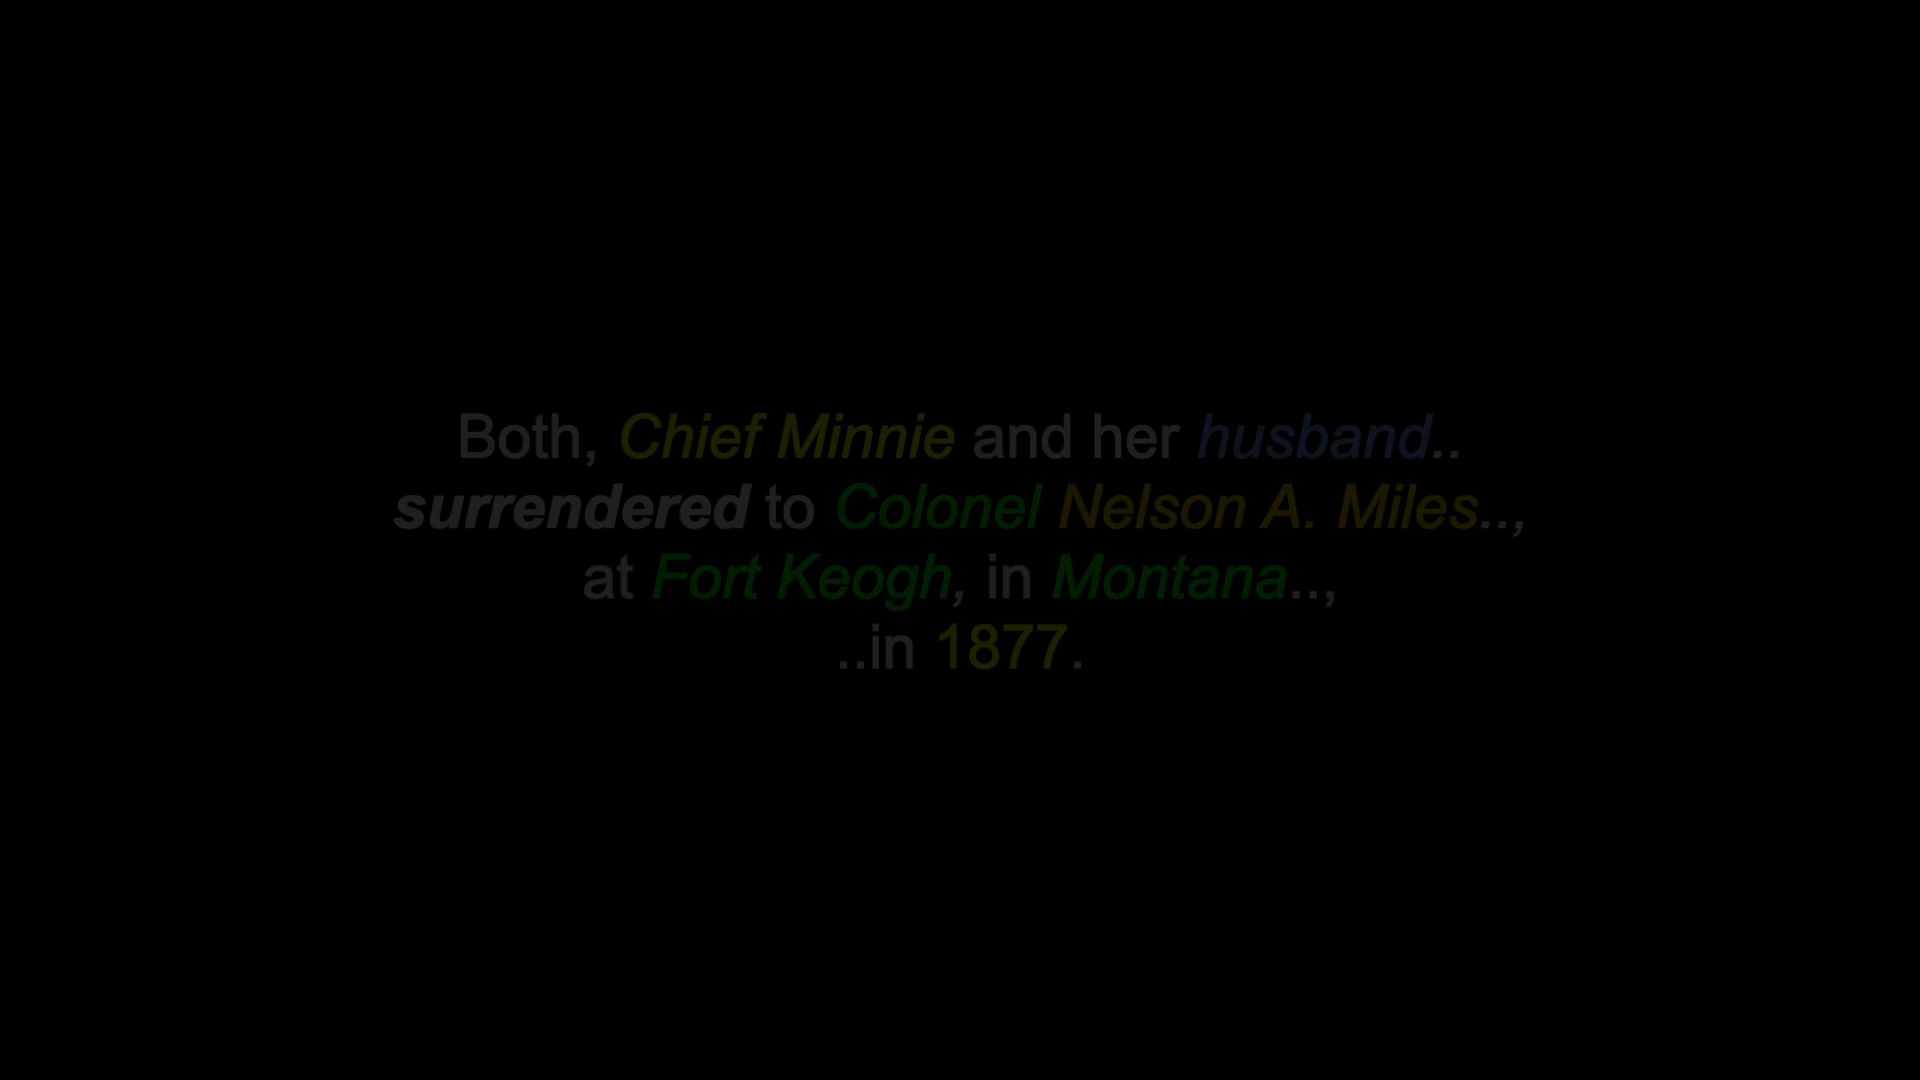 Both, Chief Minnie and her husband..
surrendered to Colonel Nelson A. Miles..,
at Fort Keogh, in Montana..,
..in 1877.